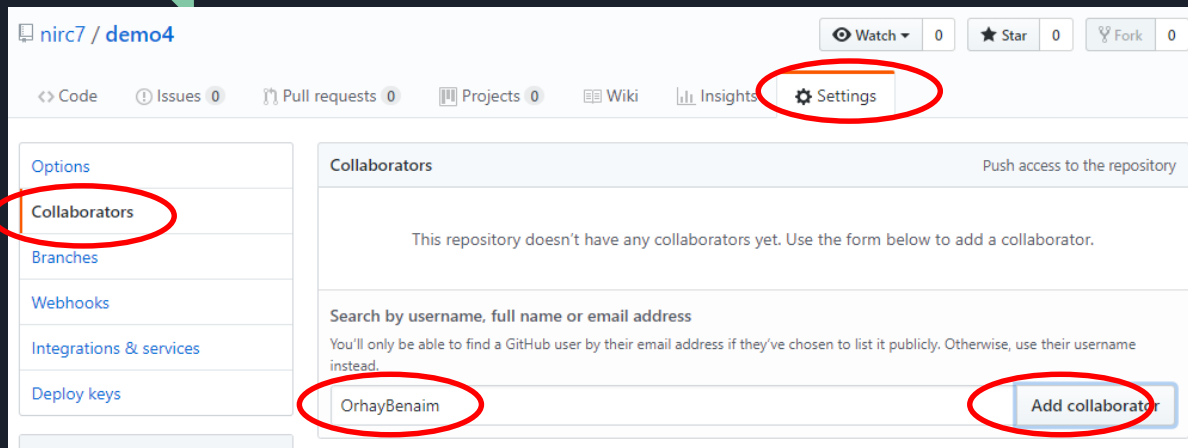 nirc7 / demo4
Watch 0 Star 0 Fork 0
Code Issues 0 Pull requests 0 Projects 0 Wiki Insights Settings
Options
Collaborators
Branches
Webhooks
Integrations & services
Deploy keys
Collaborators Push access to the repository
This repository doesn't have any collaborators yet. Use the form below to add a collaborator.
Search by username, full name or email address
You'll only be able to find a GitHub user by their email address if they've chosen to list it publicly. Otherwise, use their username
instead.
OrhayBenaim Add collaborator